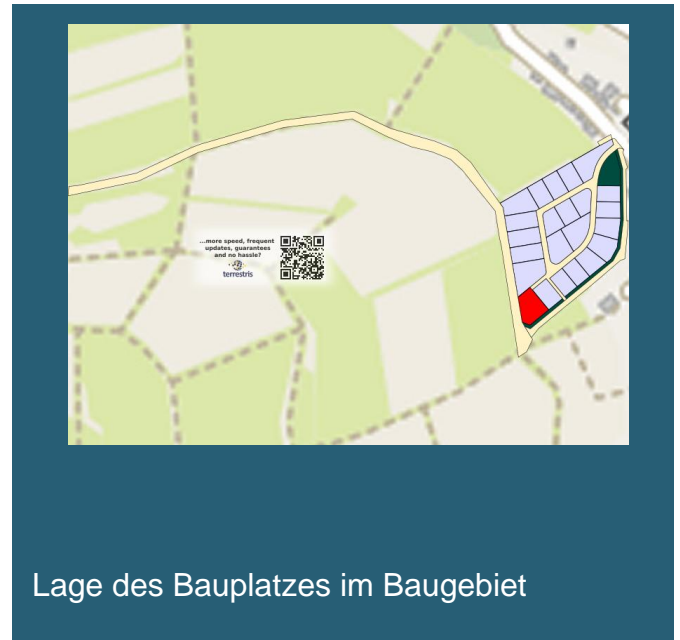 ...more speed, frequent
updates, guarantees
and no hassle?
terrestris
Lage des Bauplatzes im Baugebiet